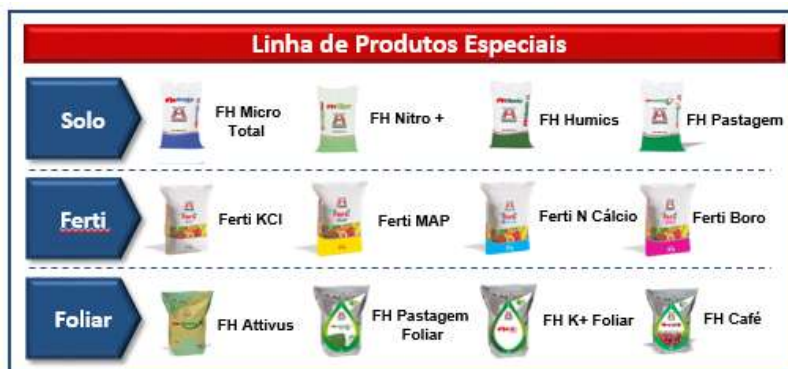 Linha de Produtos Especiais
Solo
FH Micro
Total
FH Nitro +
FH Humics
FH Pastagem
Ferti
Ferti KCl
Ferti MAP
Ferti N Cálcio
Ferti Boro
Foliar
FH Attivus
FH Pastagem
Foliar
FH K+ Foliar
FH Café